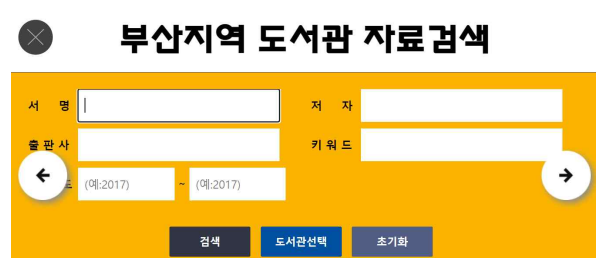 부산지역 도서관 자료검색
서 명 저 자
출 판 사 키 워 드
(예:2017) ~ (예:2017)
검색 도서관선택 초기화